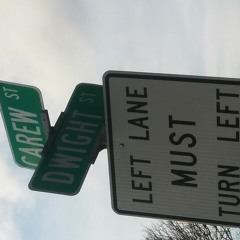 CAREW ST
DWIGHT ST
LEFT LANE
MUST
TURN LEFT